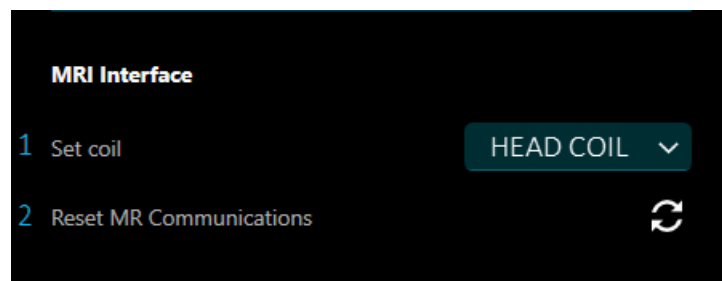 MRI Interface
1 Set coil HEAD COIL
2 Reset MR Communications